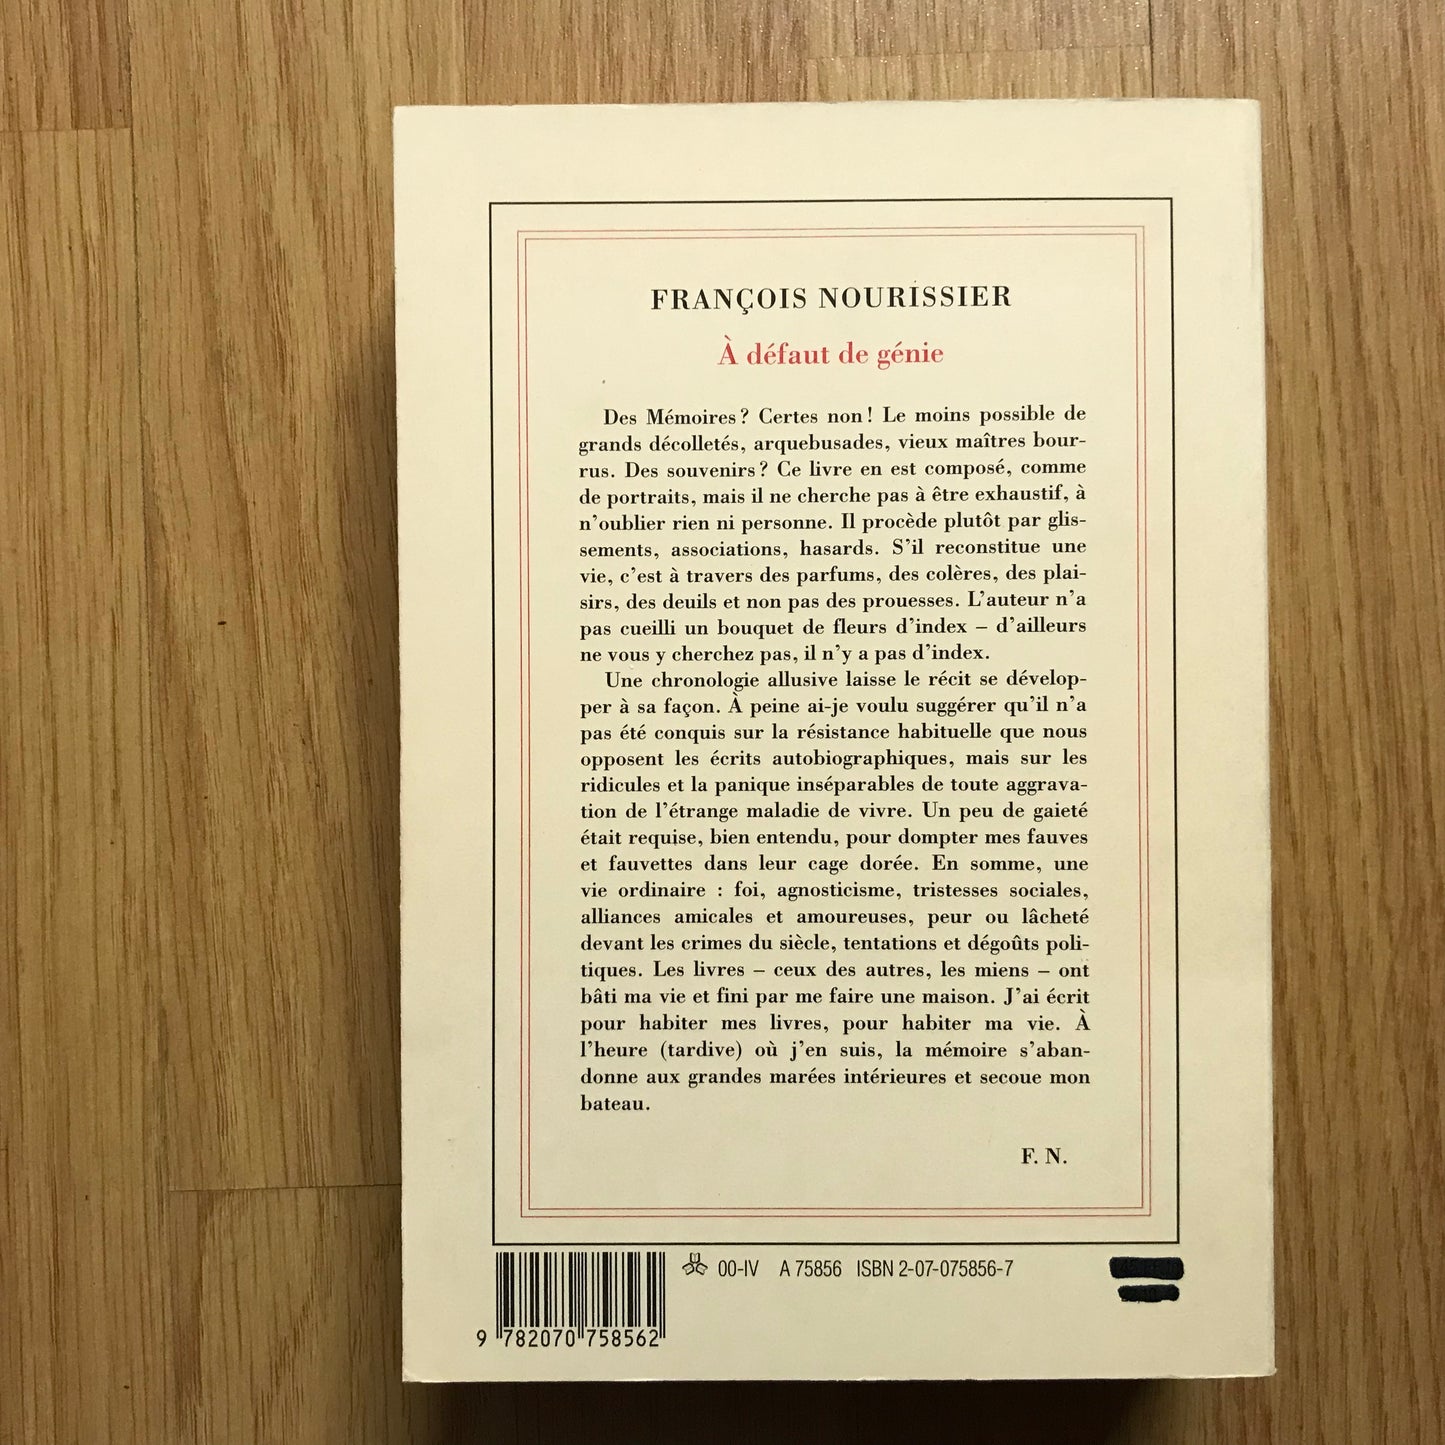 FRANÇOIS NOURISSIER
À défaut de génie
Des Mémoires ? Certes non ! Le moins possible de
grands décolletés, arquebusades, vieux maîtres bour-
rus. Des souvenirs ? Ce livre en est composé, comme
de portraits, mais il ne cherche pas à être exhaustif, à
n'oublier rien ni personne. Il procède plutôt par glis-
sements, associations, hasards. S'il reconstitue une
vie, c'est à travers des parfums, des colères, des plai-
sirs, des deuils et non pas des prouesses. L'auteur n'a
pas cueilli un bouquet de fleurs d'index – d'ailleurs
ne vous y cherchez pas, il n'y a pas d'index.
Une chronologie allusive laisse le récit se dévelop-
per à sa façon. À peine ai-je voulu suggérer qu'il n'a
pas été conquis sur la résistance habituelle que nous
opposent les écrits autobiographiques, mais sur les
ridicules et la panique inséparables de toute aggrava-
tion de l'étrange maladie de vivre. Un peu de gaieté
était requise, bien entendu, pour dompter mes fauves
et fauvettes dans leur cage dorée. En somme, une
vie ordinaire : foi, agnosticisme, tristesses sociales,
alliances amicales et amoureuses, peur ou lâcheté
devant les crimes du siècle, tentations et dégoûts poli-
tiques. Les livres – ceux des autres, les miens – ont
bâti ma vie et fini par me faire une maison. J'ai écrit
pour habiter mes livres, pour habiter ma vie. À
l'heure (tardive) où j'en suis, la mémoire s'aban-
donne aux grandes marées intérieures et secoue mon
bateau.
F. N.
00-IV A 75856 ISBN 2-07-075856-7
9 782070 758562